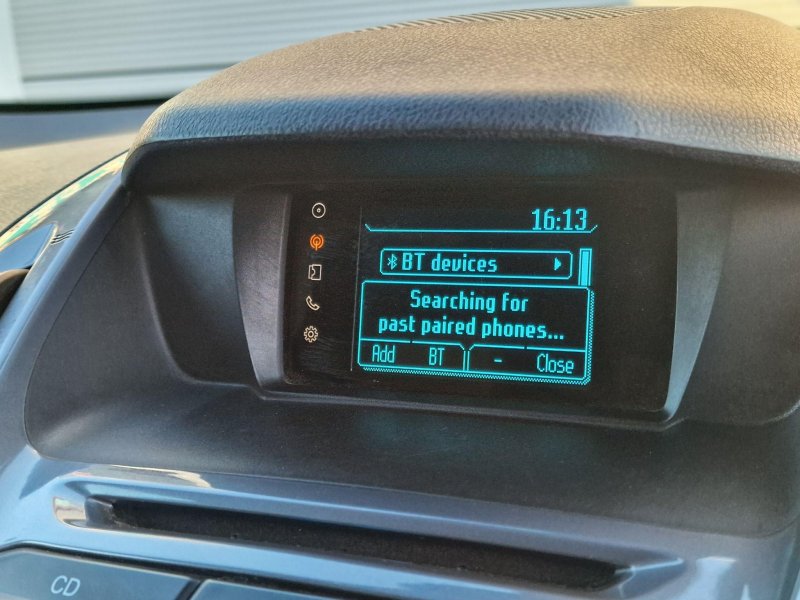 16:13
BT devices
Searching for
past paired phones...
Add BT - Close
CD